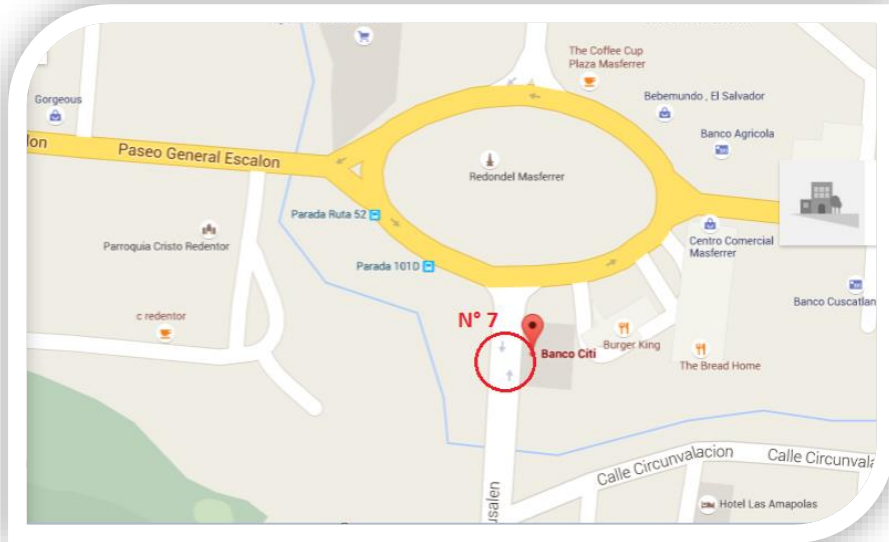 The Coffee Cup
Plaza Masferrer
Gorgeous
Bebemundo , El Salvador
Banco Agricola
lon
Paseo General Escalon
Redondel Masferrer
Parada Ruta 52
Parroquia Cristo Redentor
Centro Comercial
Masferrer
Parada 101D
Banco Cuscatlan
c redentor
N° 7
Burger King
Banco Citi
The Bread Home
Calle Circunvalacion
Calle Circunvala
usalen
Hotel Las Amapolas